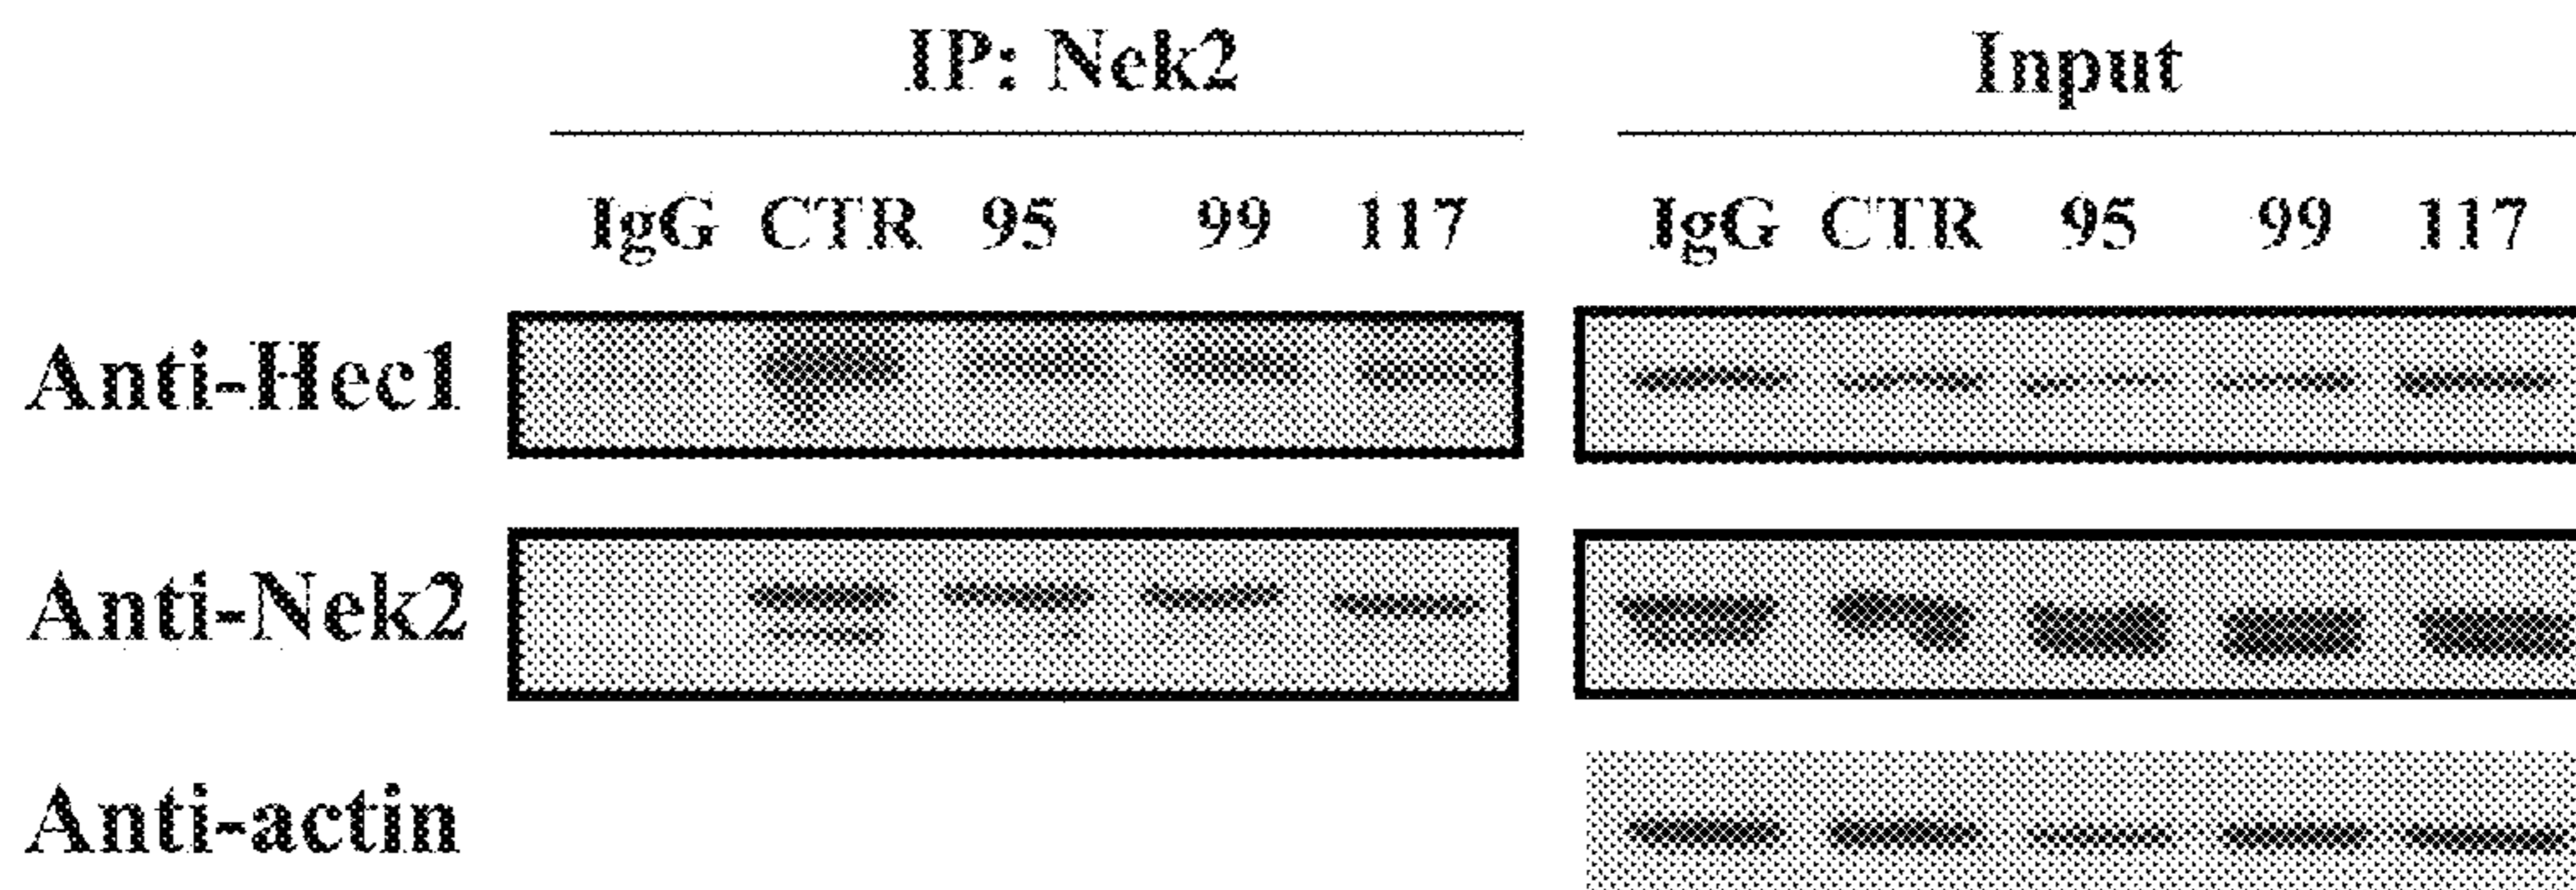 IP: Nek2 Input
IgG CTR 95 99 117 IgG CTR 95 99 117
Anti-Hec1
Anti-Nek2
Anti-actin